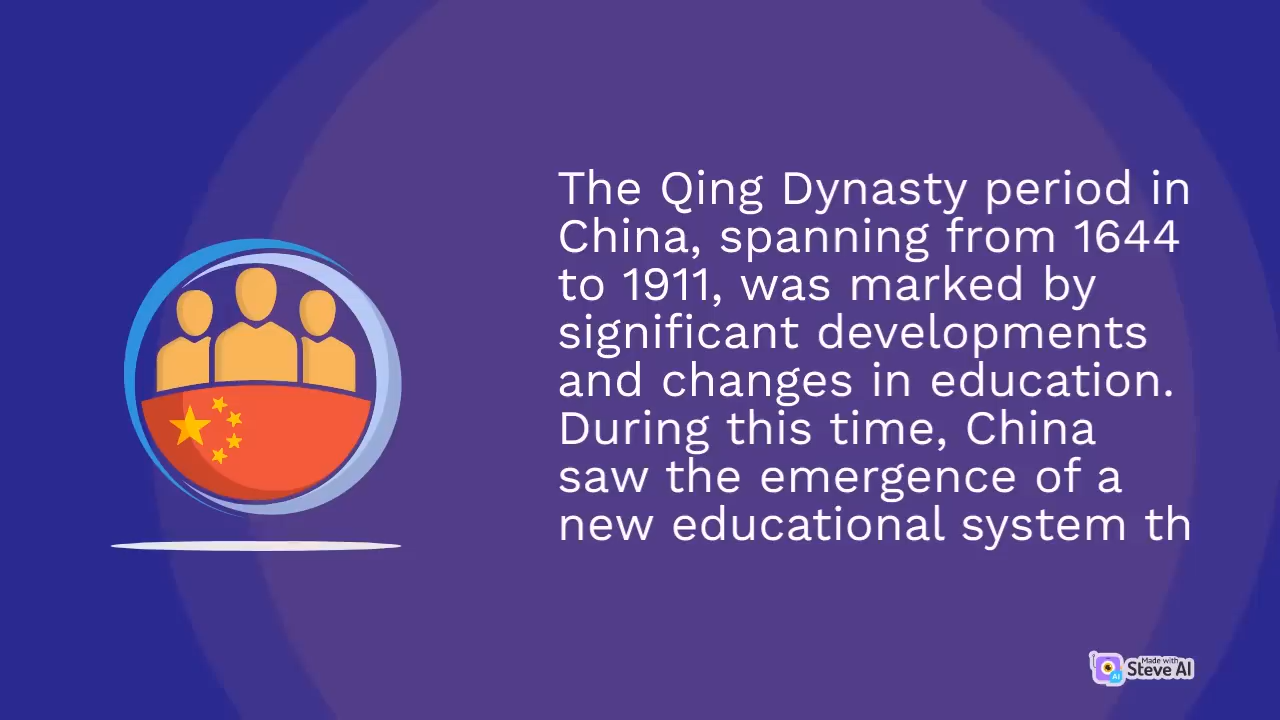 The Qing Dynasty period in
China, spanning from 1644
to 1911, was marked by
significant developments
and changes in education.
During this time, China
saw the emergence of a
new educational system th
Made with
Steve AI
AI